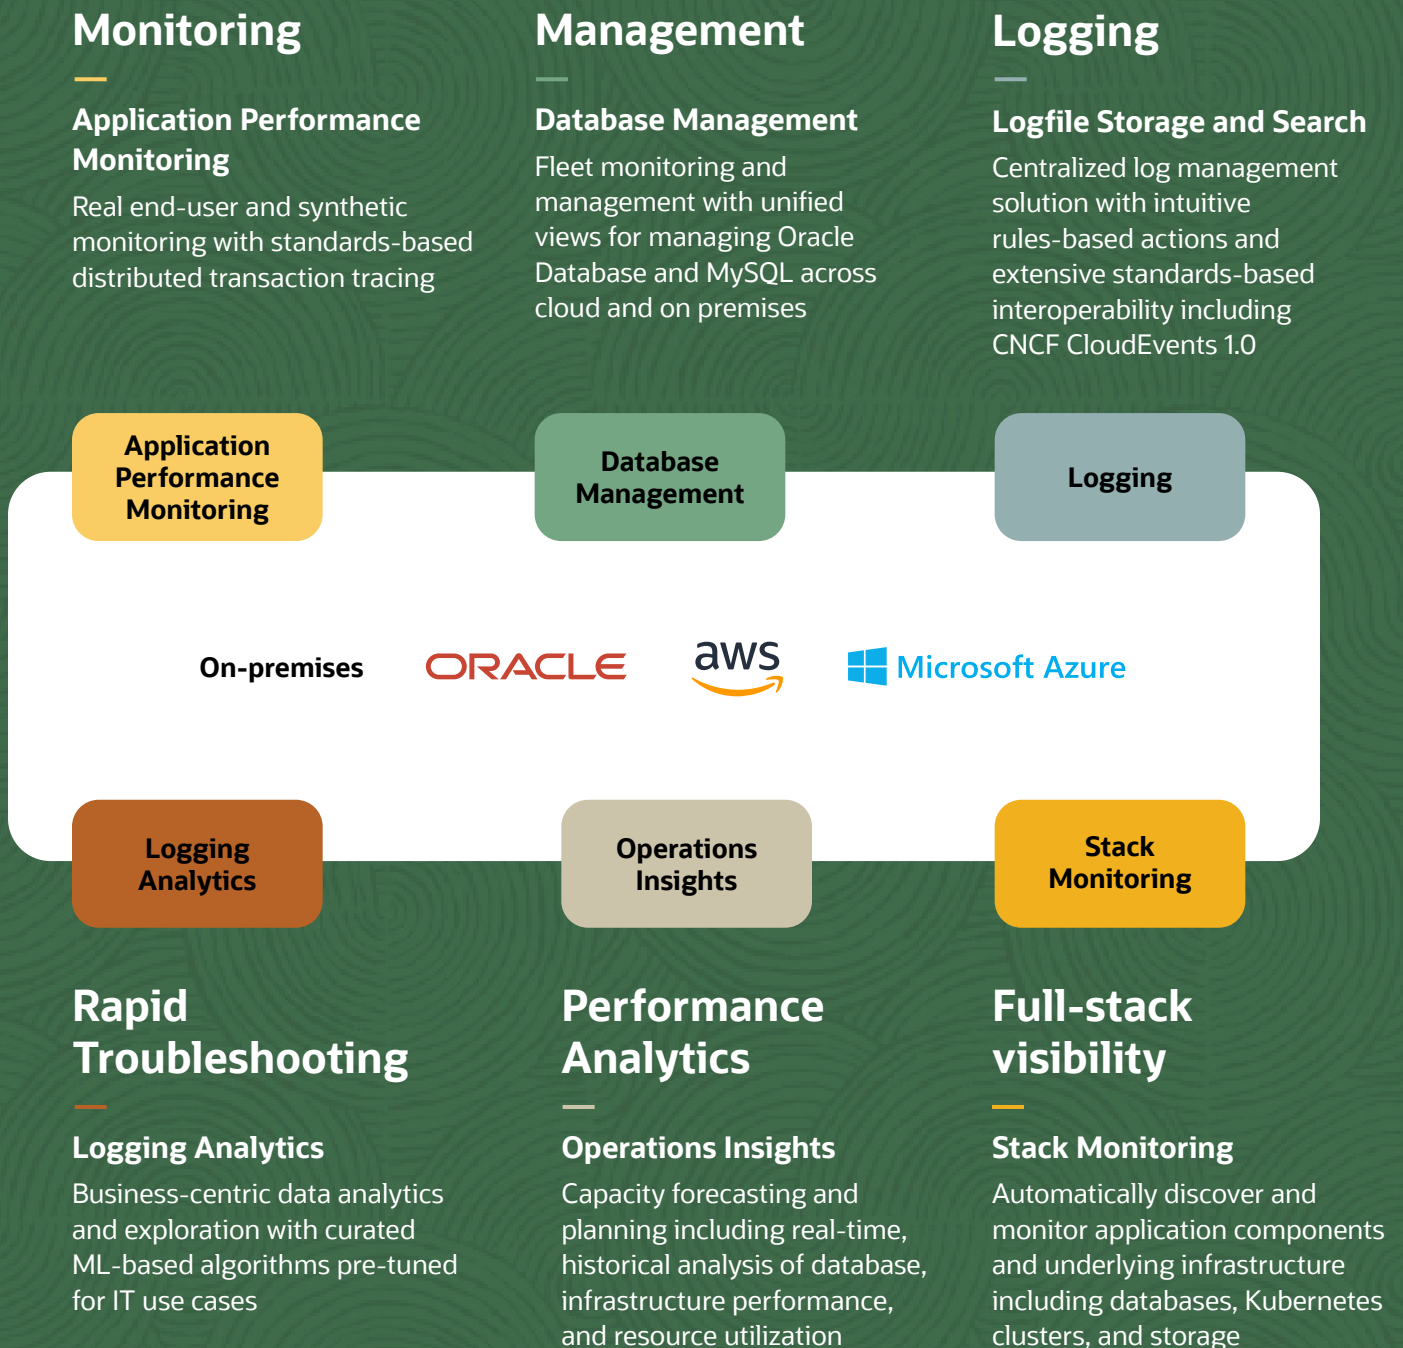 Monitoring
Application Performance
Monitoring
Real end-user and synthetic
monitoring with standards-based
distributed transaction tracing
Management
Database Management
Fleet monitoring and
management with unified
views for managing Oracle
Database and MySQL across
cloud and on premises
Logging
Logfile Storage and Search
Centralized log management
solution with intuitive
rules-based actions and
extensive standards-based
interoperability including
CNCF CloudEvents 1.0
Application
Performance
Monitoring
Database
Management
Logging
On-premises
ORACLE
aws
Microsoft Azure
Logging
Analytics
Operations
Insights
Stack
Monitoring
Rapid
Troubleshooting
Logging Analytics
Business-centric data analytics
and exploration with curated
ML-based algorithms pre-tuned
for IT use cases
Performance
Analytics
Operations Insights
Capacity forecasting and
planning including real-time,
historical analysis of database,
infrastructure performance,
and resource utilization
Full-stack
visibility
Stack Monitoring
Automatically discover and
monitor application components
and underlying infrastructure
including databases, Kubernetes
clusters, and storage